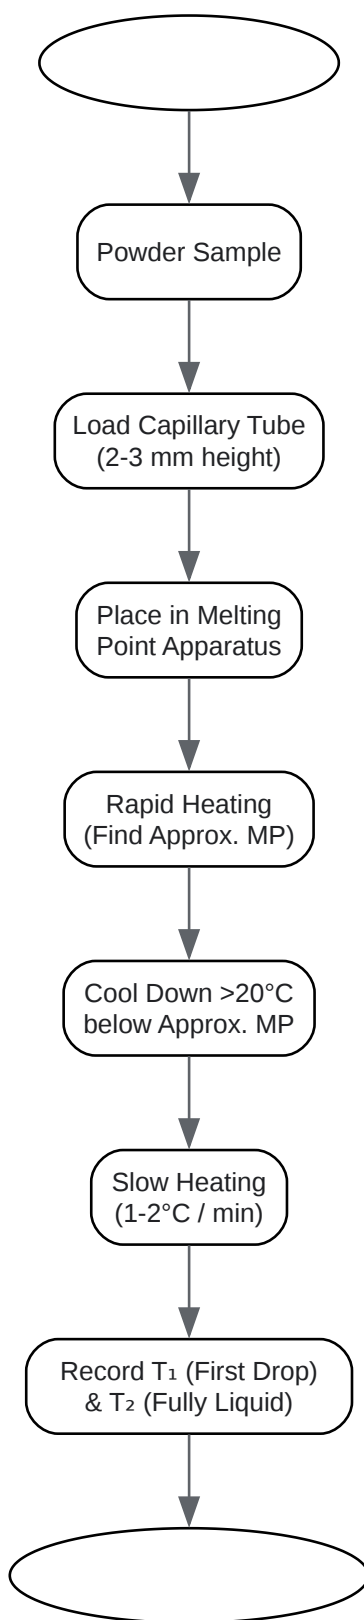 Powder Sample
Load Capillary Tube
(2-3 mm height)
Place in Melting
Point Apparatus
Rapid Heating
(Find Approx. MP)
Cool Down >20°C
below Approx. MP
Slow Heating
(1-2°C / min)
Record T₁ (First Drop)
& T₂ (Fully Liquid)